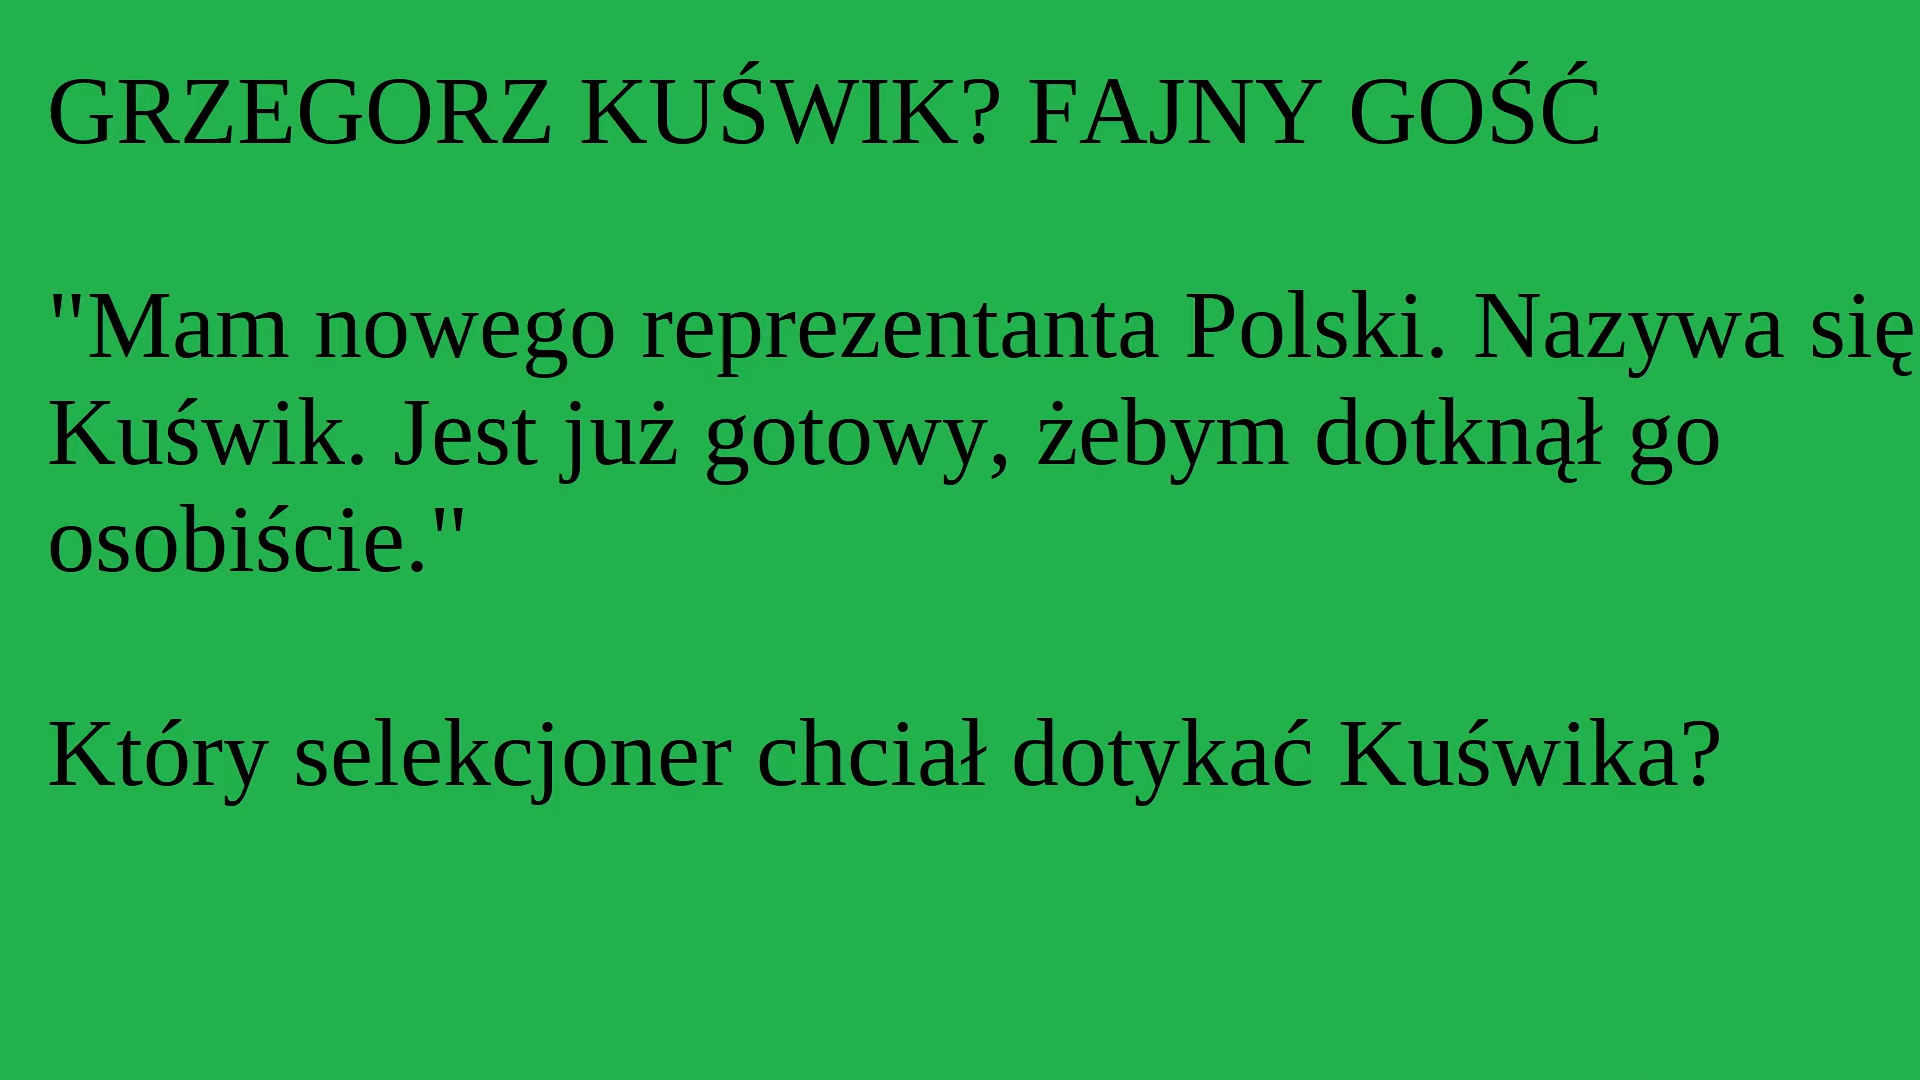 GRZEGORZ KUŚWIK? FAJNY GOŚĆ
"Mam nowego reprezentanta Polski. Nazywa się
Kuświk. Jest już gotowy, żebym dotknął go
osobiście."
Który selekcjoner chciał dotykać Kuświka?